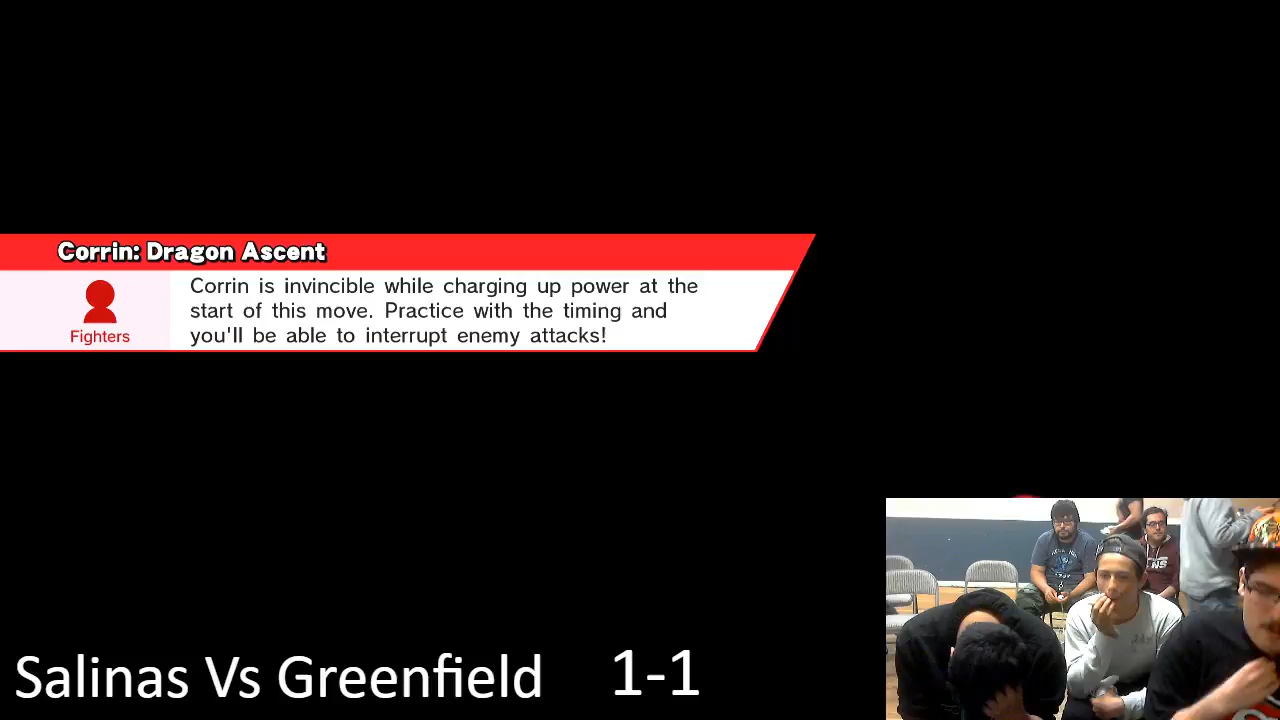 Corrin: Dragon Ascent
Corrin is invincible while charging up power at the
start of this move. Practice with the timing and
you'll be able to interrupt enemy attacks!
Fighters
Salinas Vs Greenfield 1-1